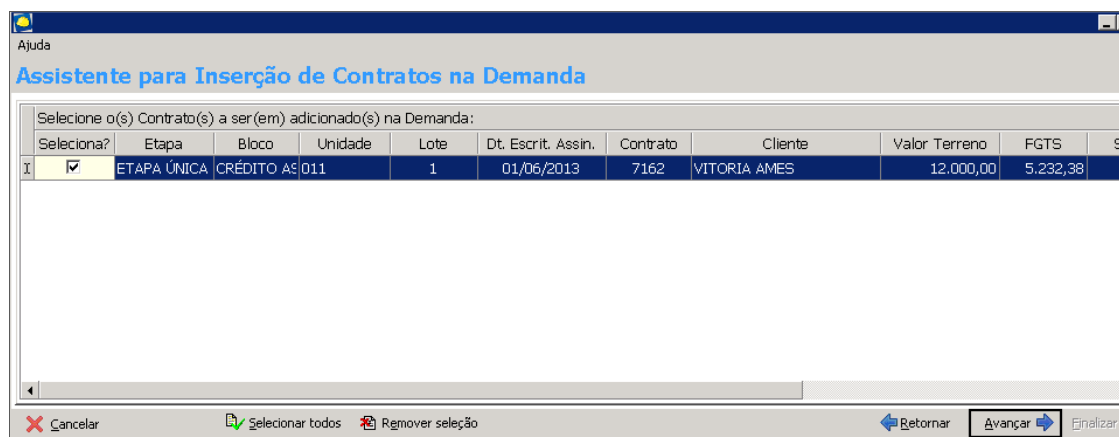 Ajuda
Assistente para Inserção de Contratos na Demanda
Selecione o(s) Contrato(s) a ser(em) adicionado(s) na Demanda:
Seleciona? Etapa Bloco Unidade Lote Dt. Escrit. Assin. Contrato Cliente Valor Terreno FGTS S
I ETAPA ÚNICA CRÉDITO AS 011 1 01/06/2013 7162 VITORIA AMES 12.000,00 5.232,38
Cancelar Selecionar todos Remover seleção Retornar Avançar Finalizar